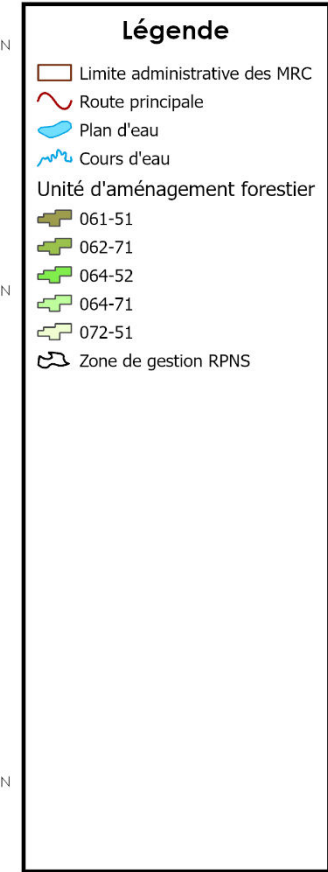 Légende
N
Limite administrative des MRC
Route principale
Plan d'eau
Cours d'eau
Unité d'aménagement forestier
061-51
062-71
N
064-52
064-71
072-51
Zone de gestion RPNS
N